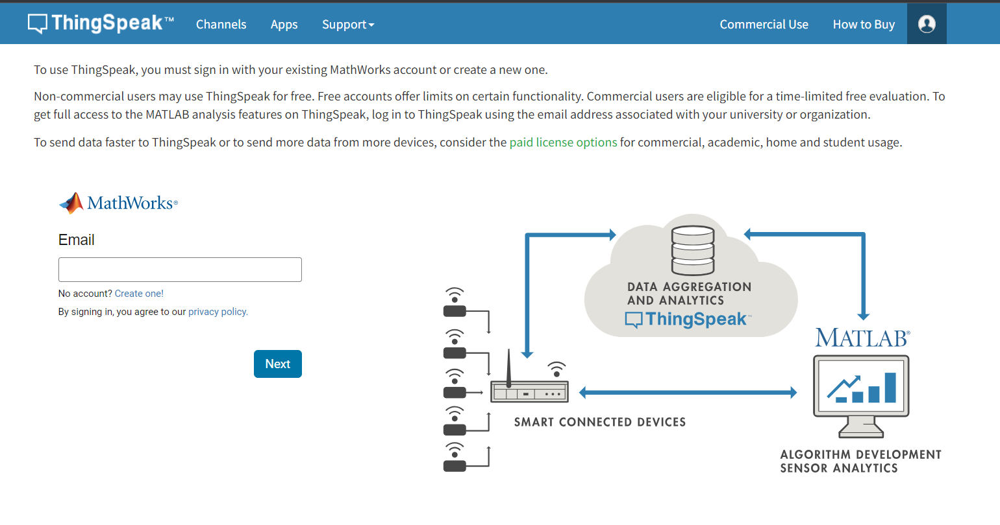 ThingSpeak™ Channels Apps Support Commercial Use How to Buy
To use ThingSpeak, you must sign in with your existing MathWorks account or create a new one.
Non-commercial users may use ThingSpeak for free. Free accounts offer limits on certain functionality. Commercial users are eligible for a time-limited free evaluation. To
get full access to the MATLAB analysis features on ThingSpeak, log in to ThingSpeak using the email address associated with your university or organization.
To send data faster to ThingSpeak or to send more data from more devices, consider the paid license options for commercial, academic, home and student usage.
MathWorks®
Email
No account? Create one!
By signing in, you agree to our privacy policy.
Next
DATA AGGREGATION
AND ANALYTICS
ThingSpeak™
MATLAB®
SMART CONNECTED DEVICES
ALGORITHM DEVELOPMENT
SENSOR ANALYTICS